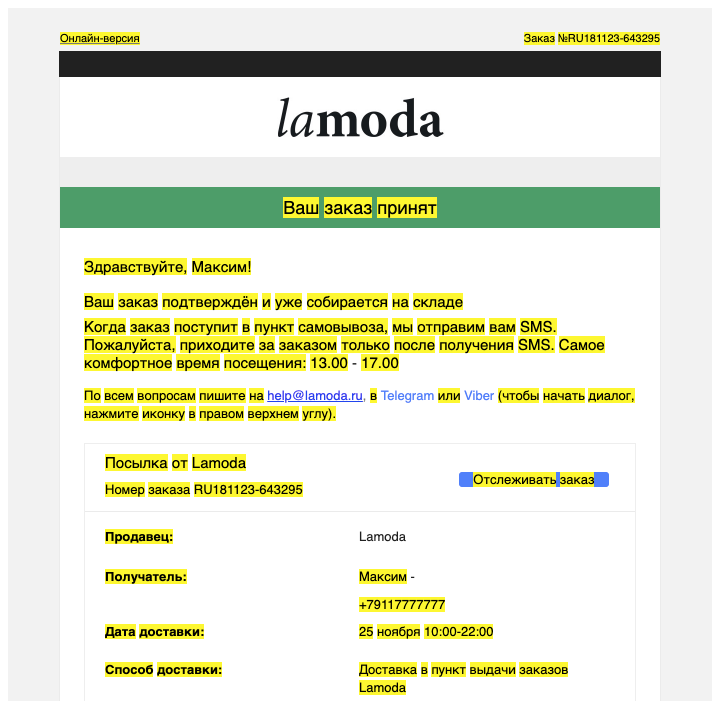 Онлайн-версия
Заказ №RU181123-643295
lamoda
Ваш заказ принят
Здравствуйте, Максим!
Ваш заказ подтверждён и уже собирается на складе
Когда заказ поступит в пункт самовывоза, мы отправим вам SMS.
Пожалуйста, приходите за заказом только после получения SMS. Самое
комфортное время посещения: 13.00 - 17.00
По всем вопросам пишите на help@lamoda.ru, в Telegram или Viber (чтобы начать диалог,
нажмите иконку в правом верхнем углу).
Посылка от Lamoda
Номер заказа RU181123-643295
Отслеживать заказ
Продавец: Lamoda
Получатель: Максим -
+79117777777
Дата доставки: 25 ноября 10:00-22:00
Способ доставки: Доставка в пункт выдачи заказов
Lamoda